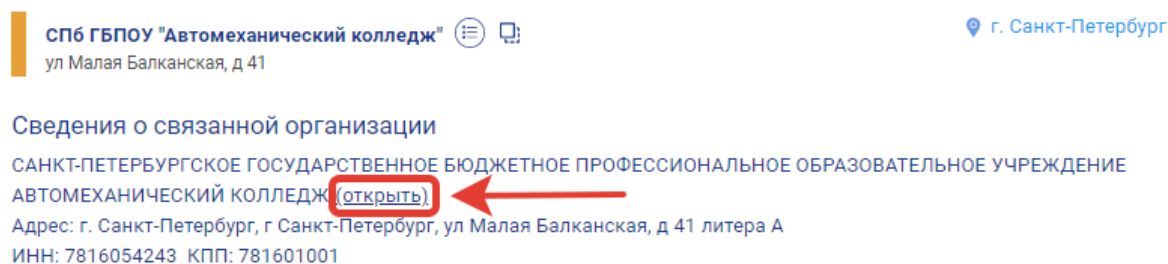 СПб ГБПОУ "Автомеханический колледж"
г. Санкт-Петербург
ул Малая Балканская, д 41
Сведения о связанной организации
САНКТ-ПЕТЕРБУРГСКОЕ ГОСУДАРСТВЕННОЕ БЮДЖЕТНОЕ ПРОФЕССИОНАЛЬНОЕ ОБРАЗОВАТЕЛЬНОЕ УЧРЕЖДЕНИЕ
АВТОМЕХАНИЧЕСКИЙ КОЛЛЕДЖ (открыть)
Адрес: г. Санкт-Петербург, г Санкт-Петербург, ул Малая Балканская, д 41 литера А
ИНН: 7816054243 КПП: 781601001